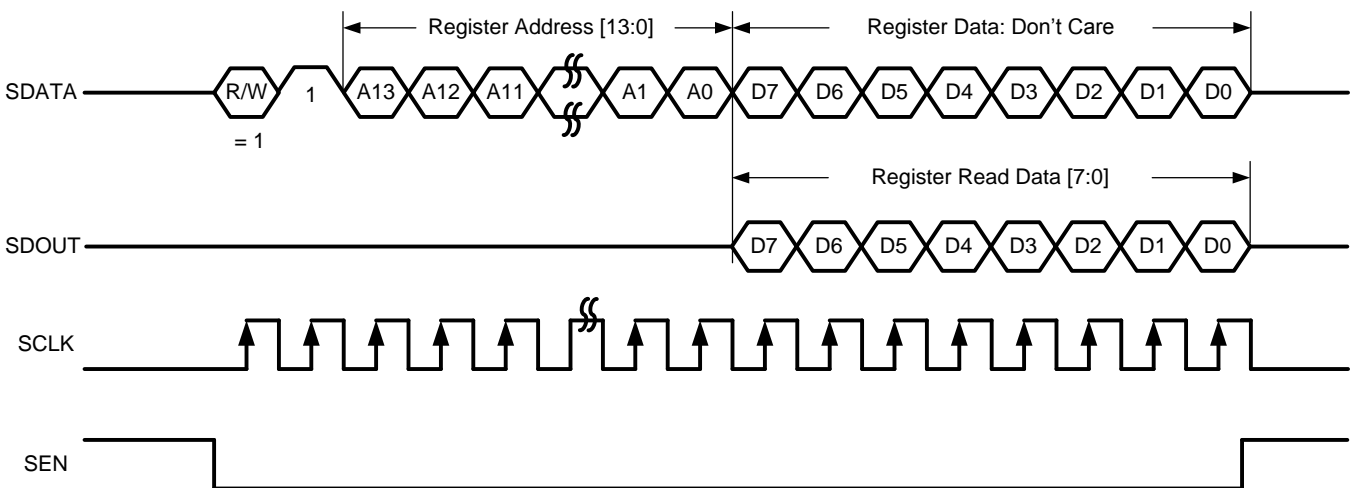 Register Address [13:0] Register Data: Don't Care
SDATA R/W 1 A13 A12 A11 A1 A0 D7 D6 D5 D4 D3 D2 D1 D0
= 1
Register Read Data [7:0]
SDOUT D7 D6 D5 D4 D3 D2 D1 D0
SCLK
SEN